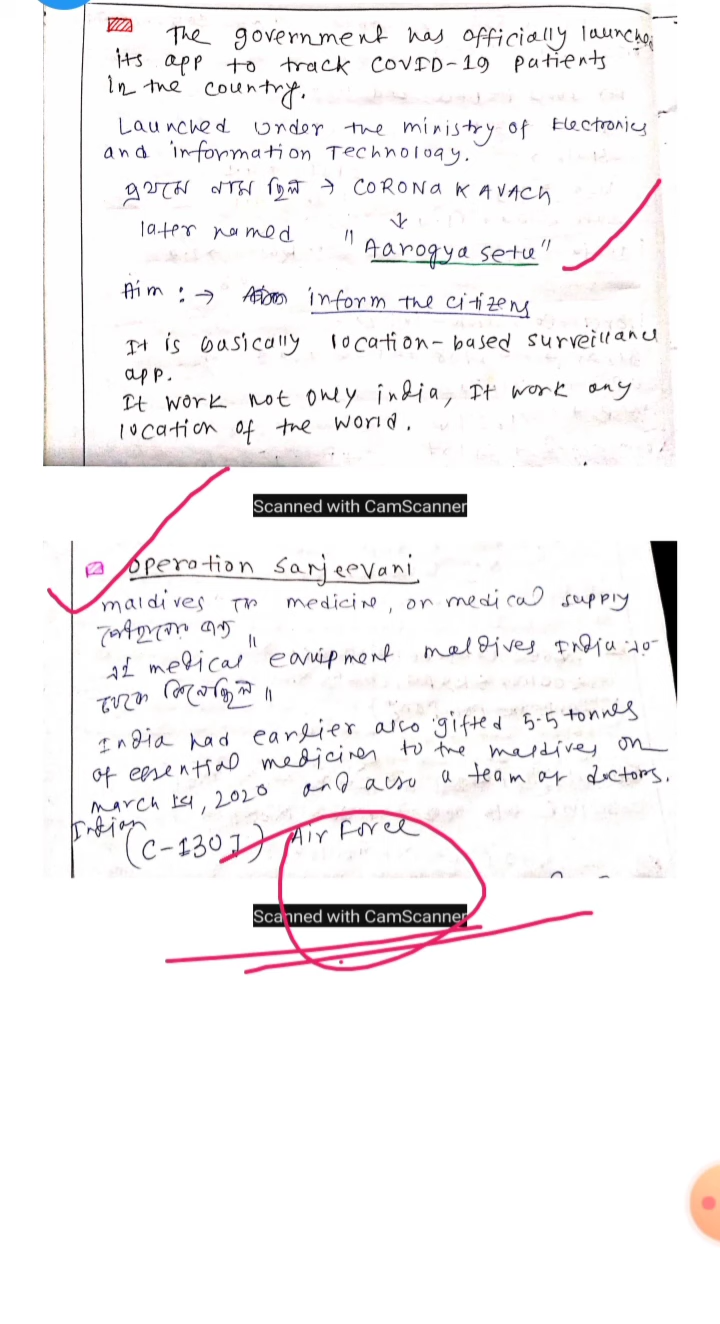 The government has officially launched
its app to track COVID-19 patients
in the country.
Launched under the ministry of Electronics
and information Technology.
প্রথমে নাম ছিল → CORONA KAVACH
↓
later named "Aarogya setu"
Aim : → inform the citizens
It is basically location-based surveillance
app.
It work not only india, It work any
location of the world.
Scanned with CamScanner
Operation Sanjeevani
maldives কে medicine, or medical supply
এই medical equipment maldives India
থেকে কিনেছিল ॥
India had earlier also gifted 5.5 tonnes
of essential medicines to the maldives on
march 14, 2020 and also a team of doctors.
Indian
(C-130J) Air Force
Scanned with CamScanner